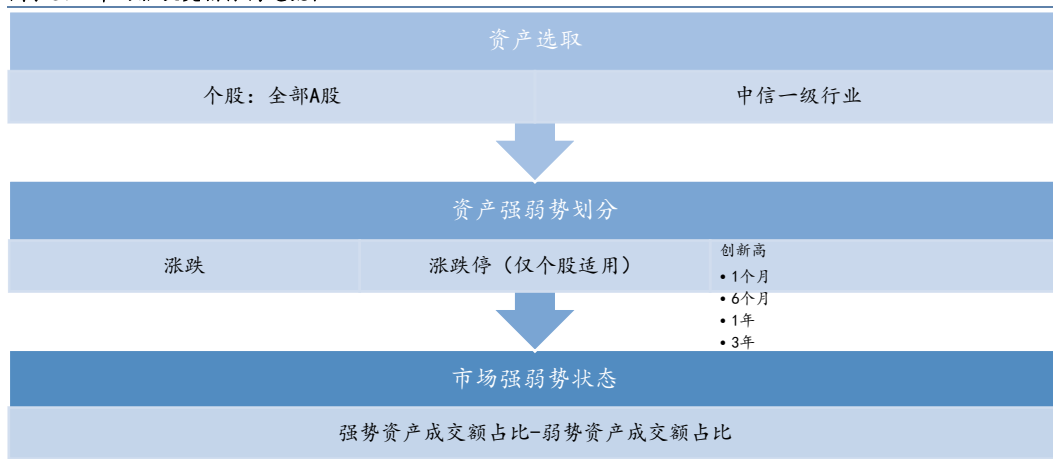 资产选取
个股：全部A股
中信一级行业
资产强弱势划分
涨跌
涨跌停（仅个股适用）
创新高
• 1个月
• 6个月
• 1年
• 3年
市场强弱势状态
强势资产成交额占比-弱势资产成交额占比